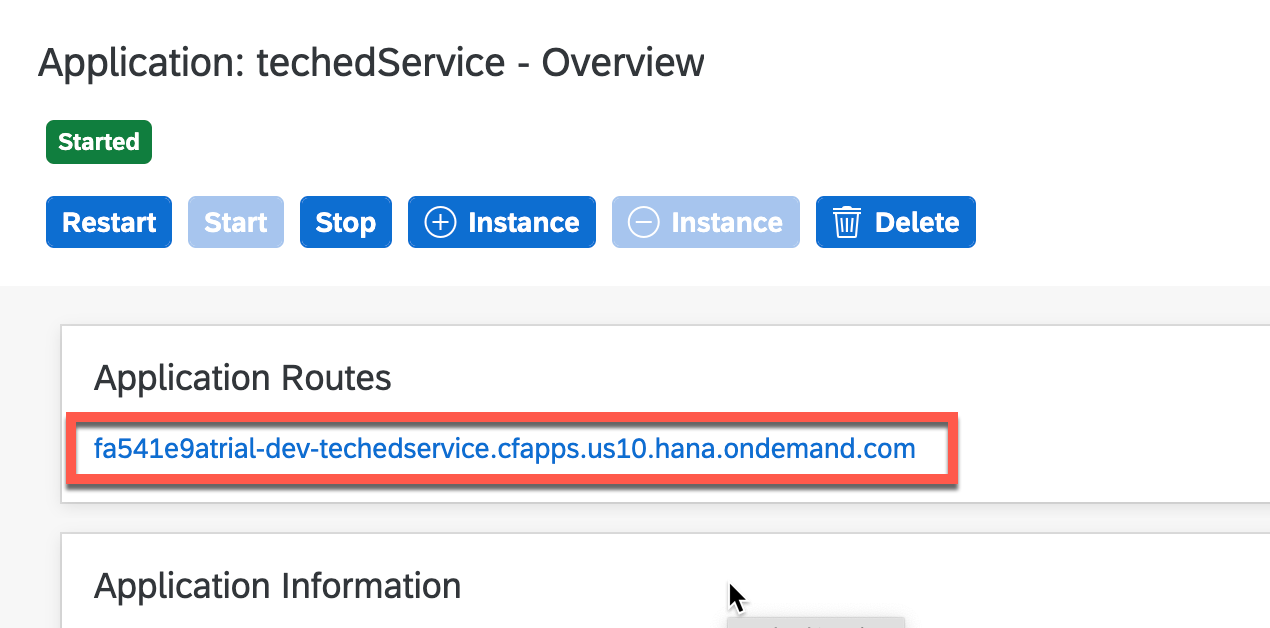 Application: techedService - Overview
Started
Restart Start Stop Instance Instance Delete
Application Routes
fa541e9atrial-dev-techedservice.cfapps.us10.hana.ondemand.com
Application Information